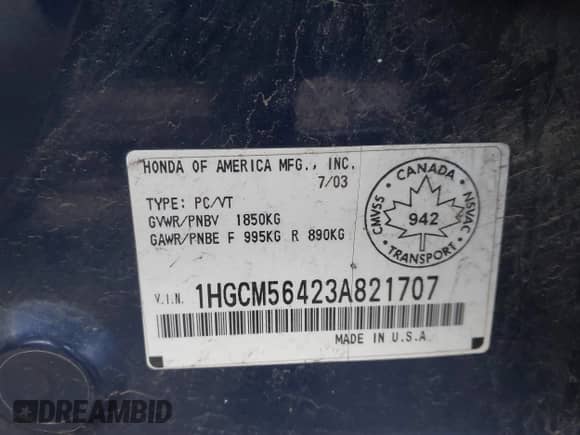 HONDA OF AMERICA MFG., INC.
7/03
TYPE: PC/VT
GVWR/PNBV 1850KG
GAWR/PNBE F 995KG R 890KG
CANADA
CMVSS
NSVAC
942
TRANSPORT
V.I.N. 1HGCM56423A821707
MADE IN U.S.A.
DREAMBID